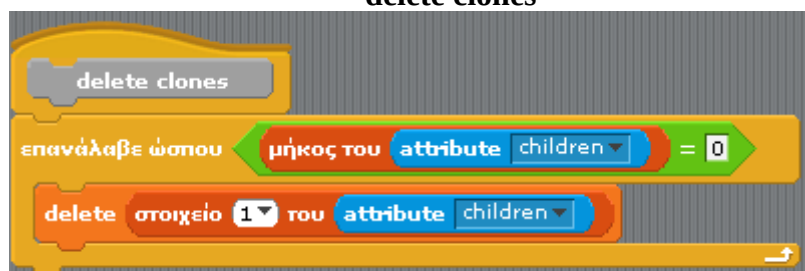 delete clones
delete clones
επανάλαβε ώσπου μήκος του attribute children = 0
delete στοιχείο 1 του attribute children